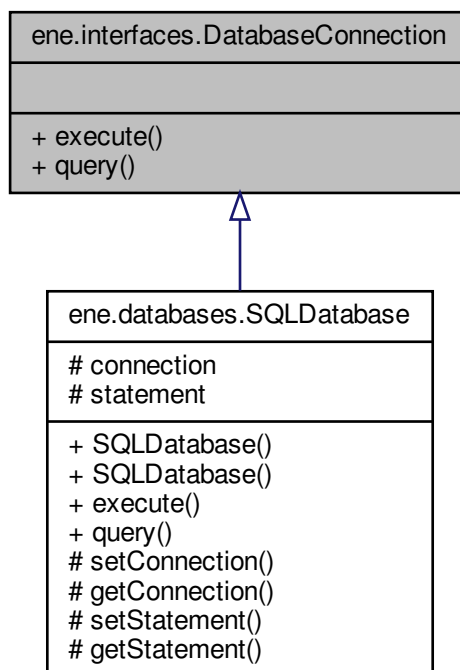 ene.interfaces.DatabaseConnection
+ execute()
+ query()
ene.databases.SQLDatabase
# connection
# statement
+ SQLDatabase()
+ SQLDatabase()
+ execute()
+ query()
# setConnection()
# getConnection()
# setStatement()
# getStatement()